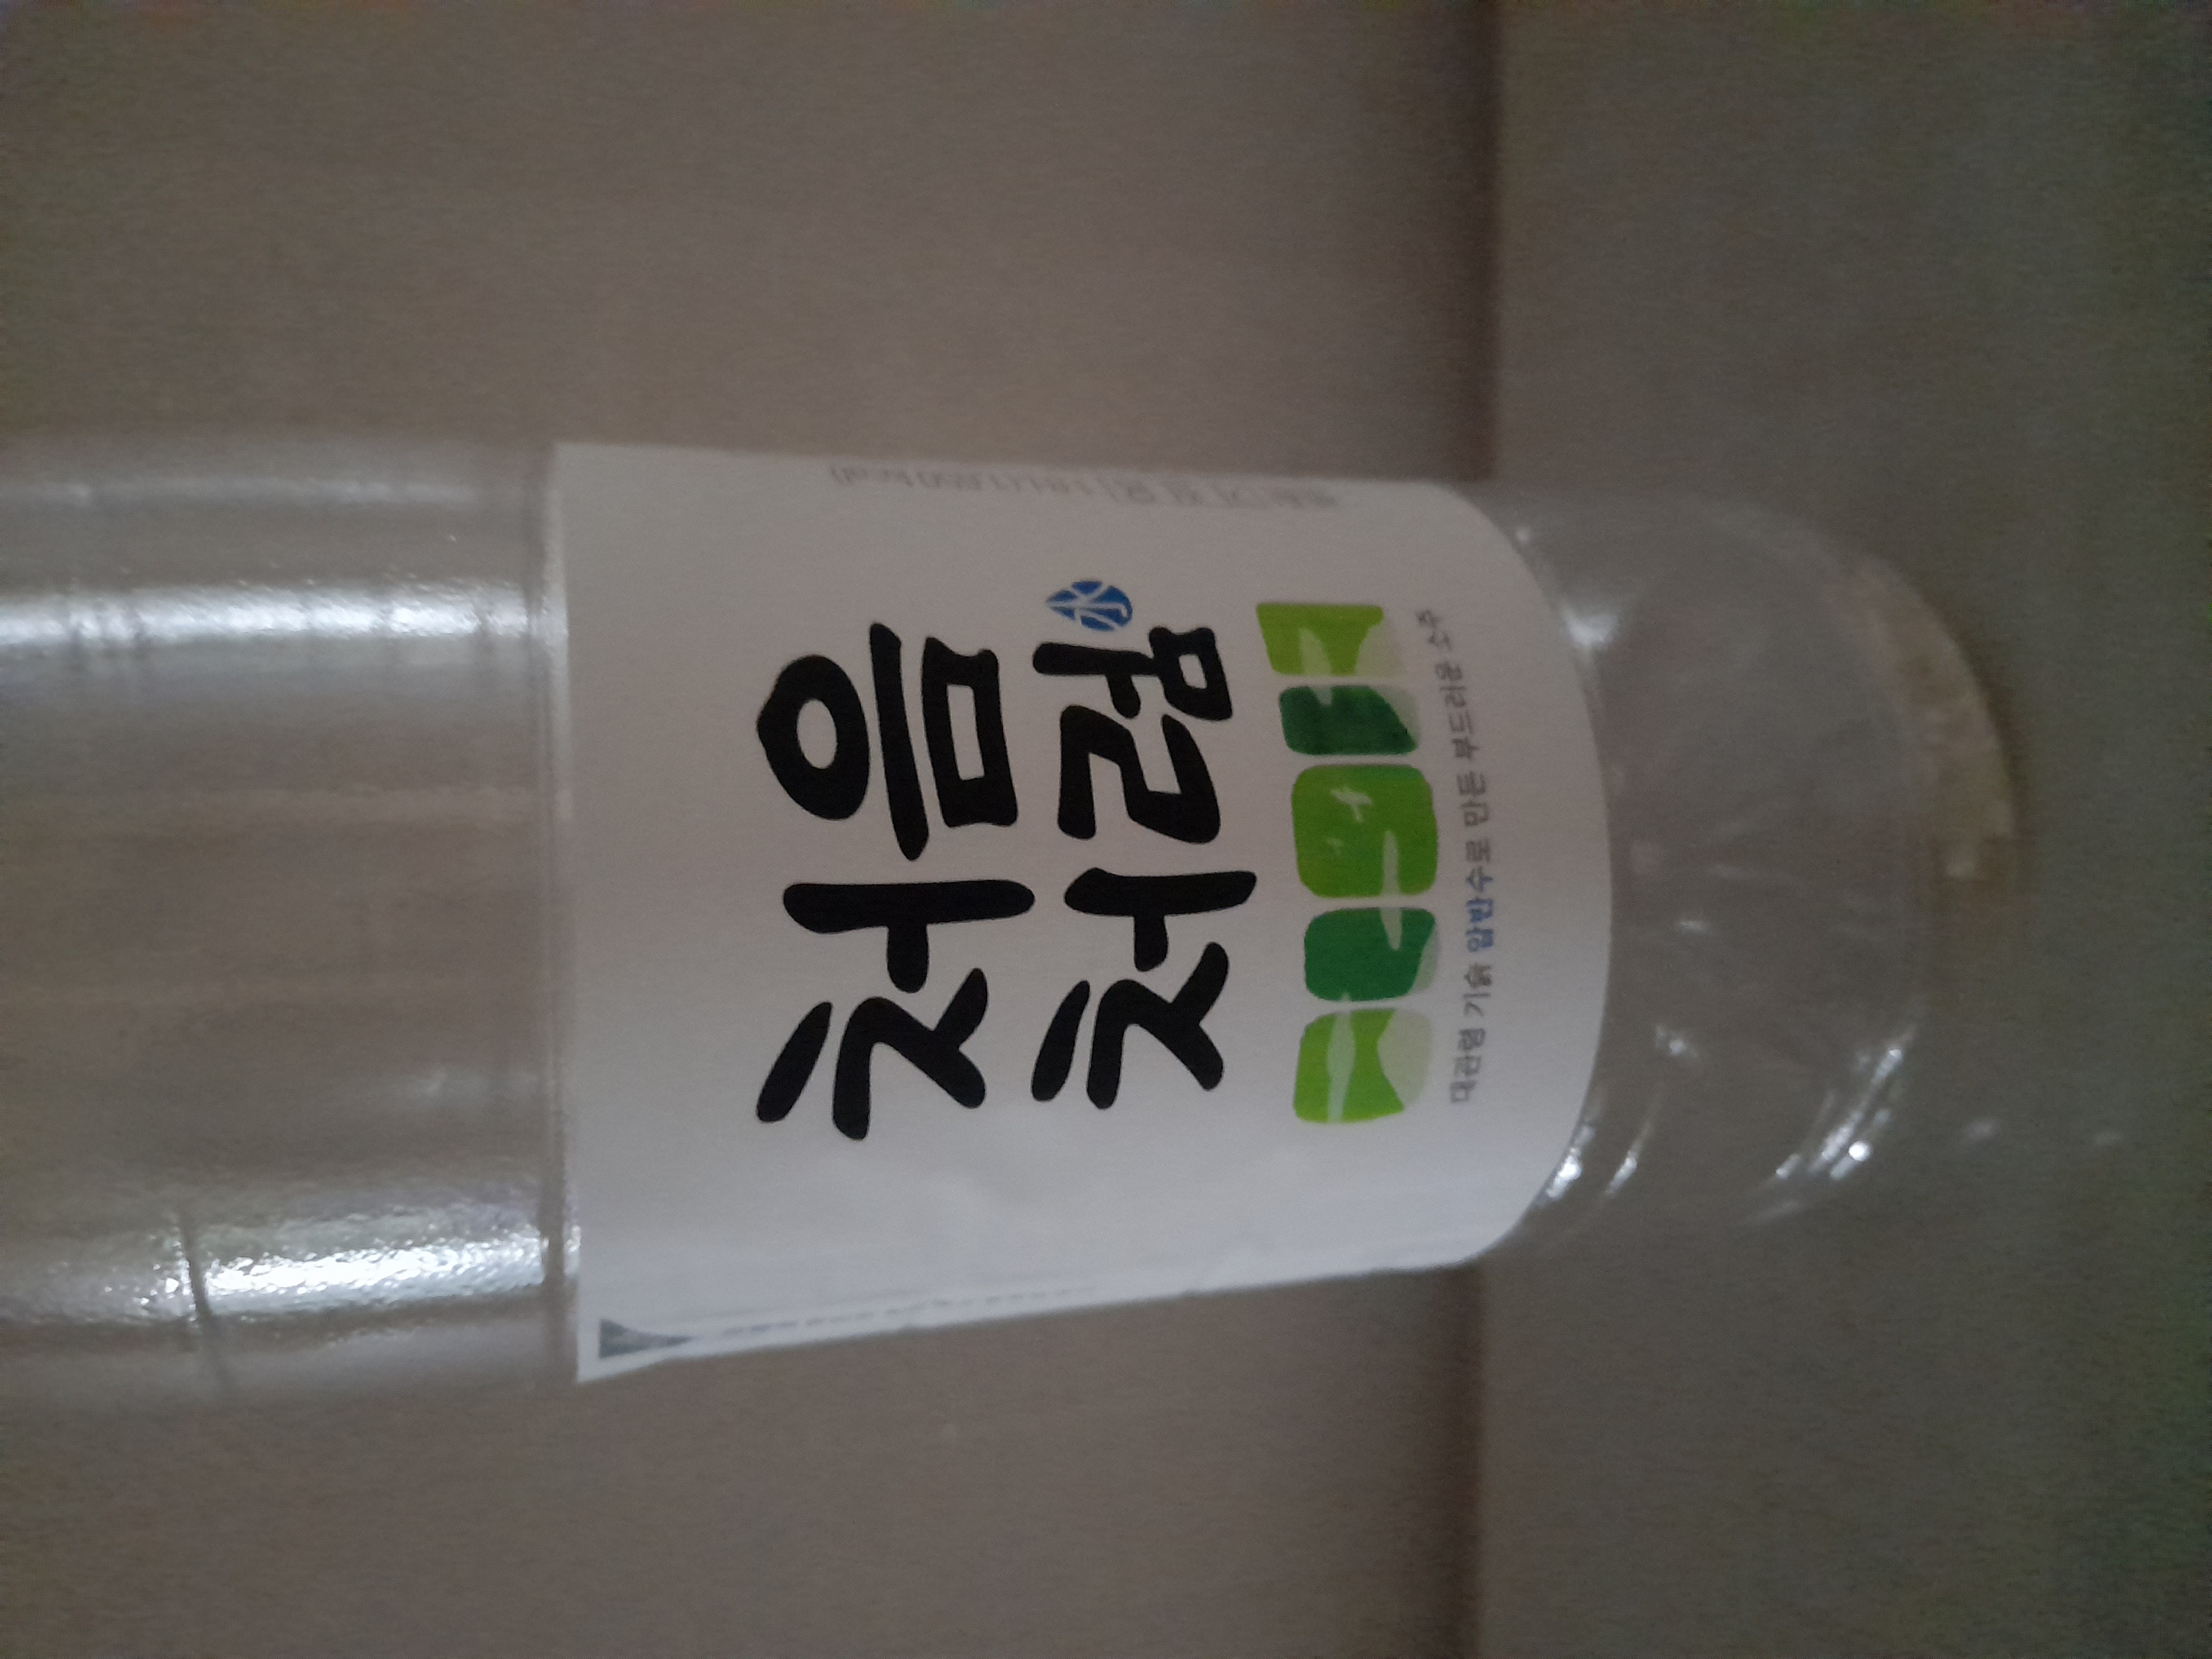 처음
처럼
대관령 기슭 암반수로 만든 부드러운 소주